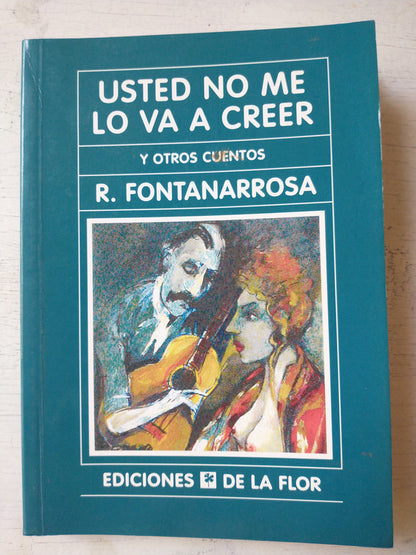 USTED NO ME
LO VA A CREER
Y OTROS CUENTOS
R. FONTANARROSA
EDICIONES DE LA FLOR